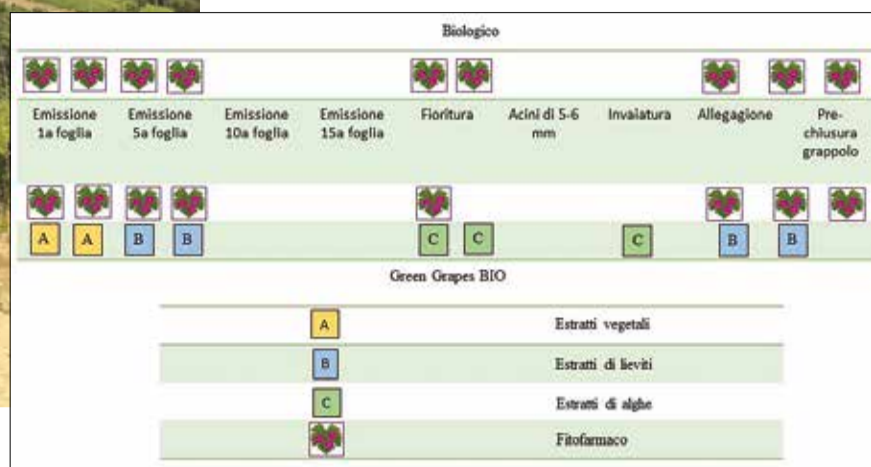 Biologico
Emissione 1a foglia
Emissione 5a foglia
Emissione 10a foglia
Emissione 15a foglia
Fioritura
Acini di 5-6 mm
Invaiatura
Allegagione
Pre-chiusura grappolo
A A B B C C C B B
Green Grapes BIO
A Estratti vegetali
B Estratti di lieviti
C Estratti di alghe
Fitofarmaco